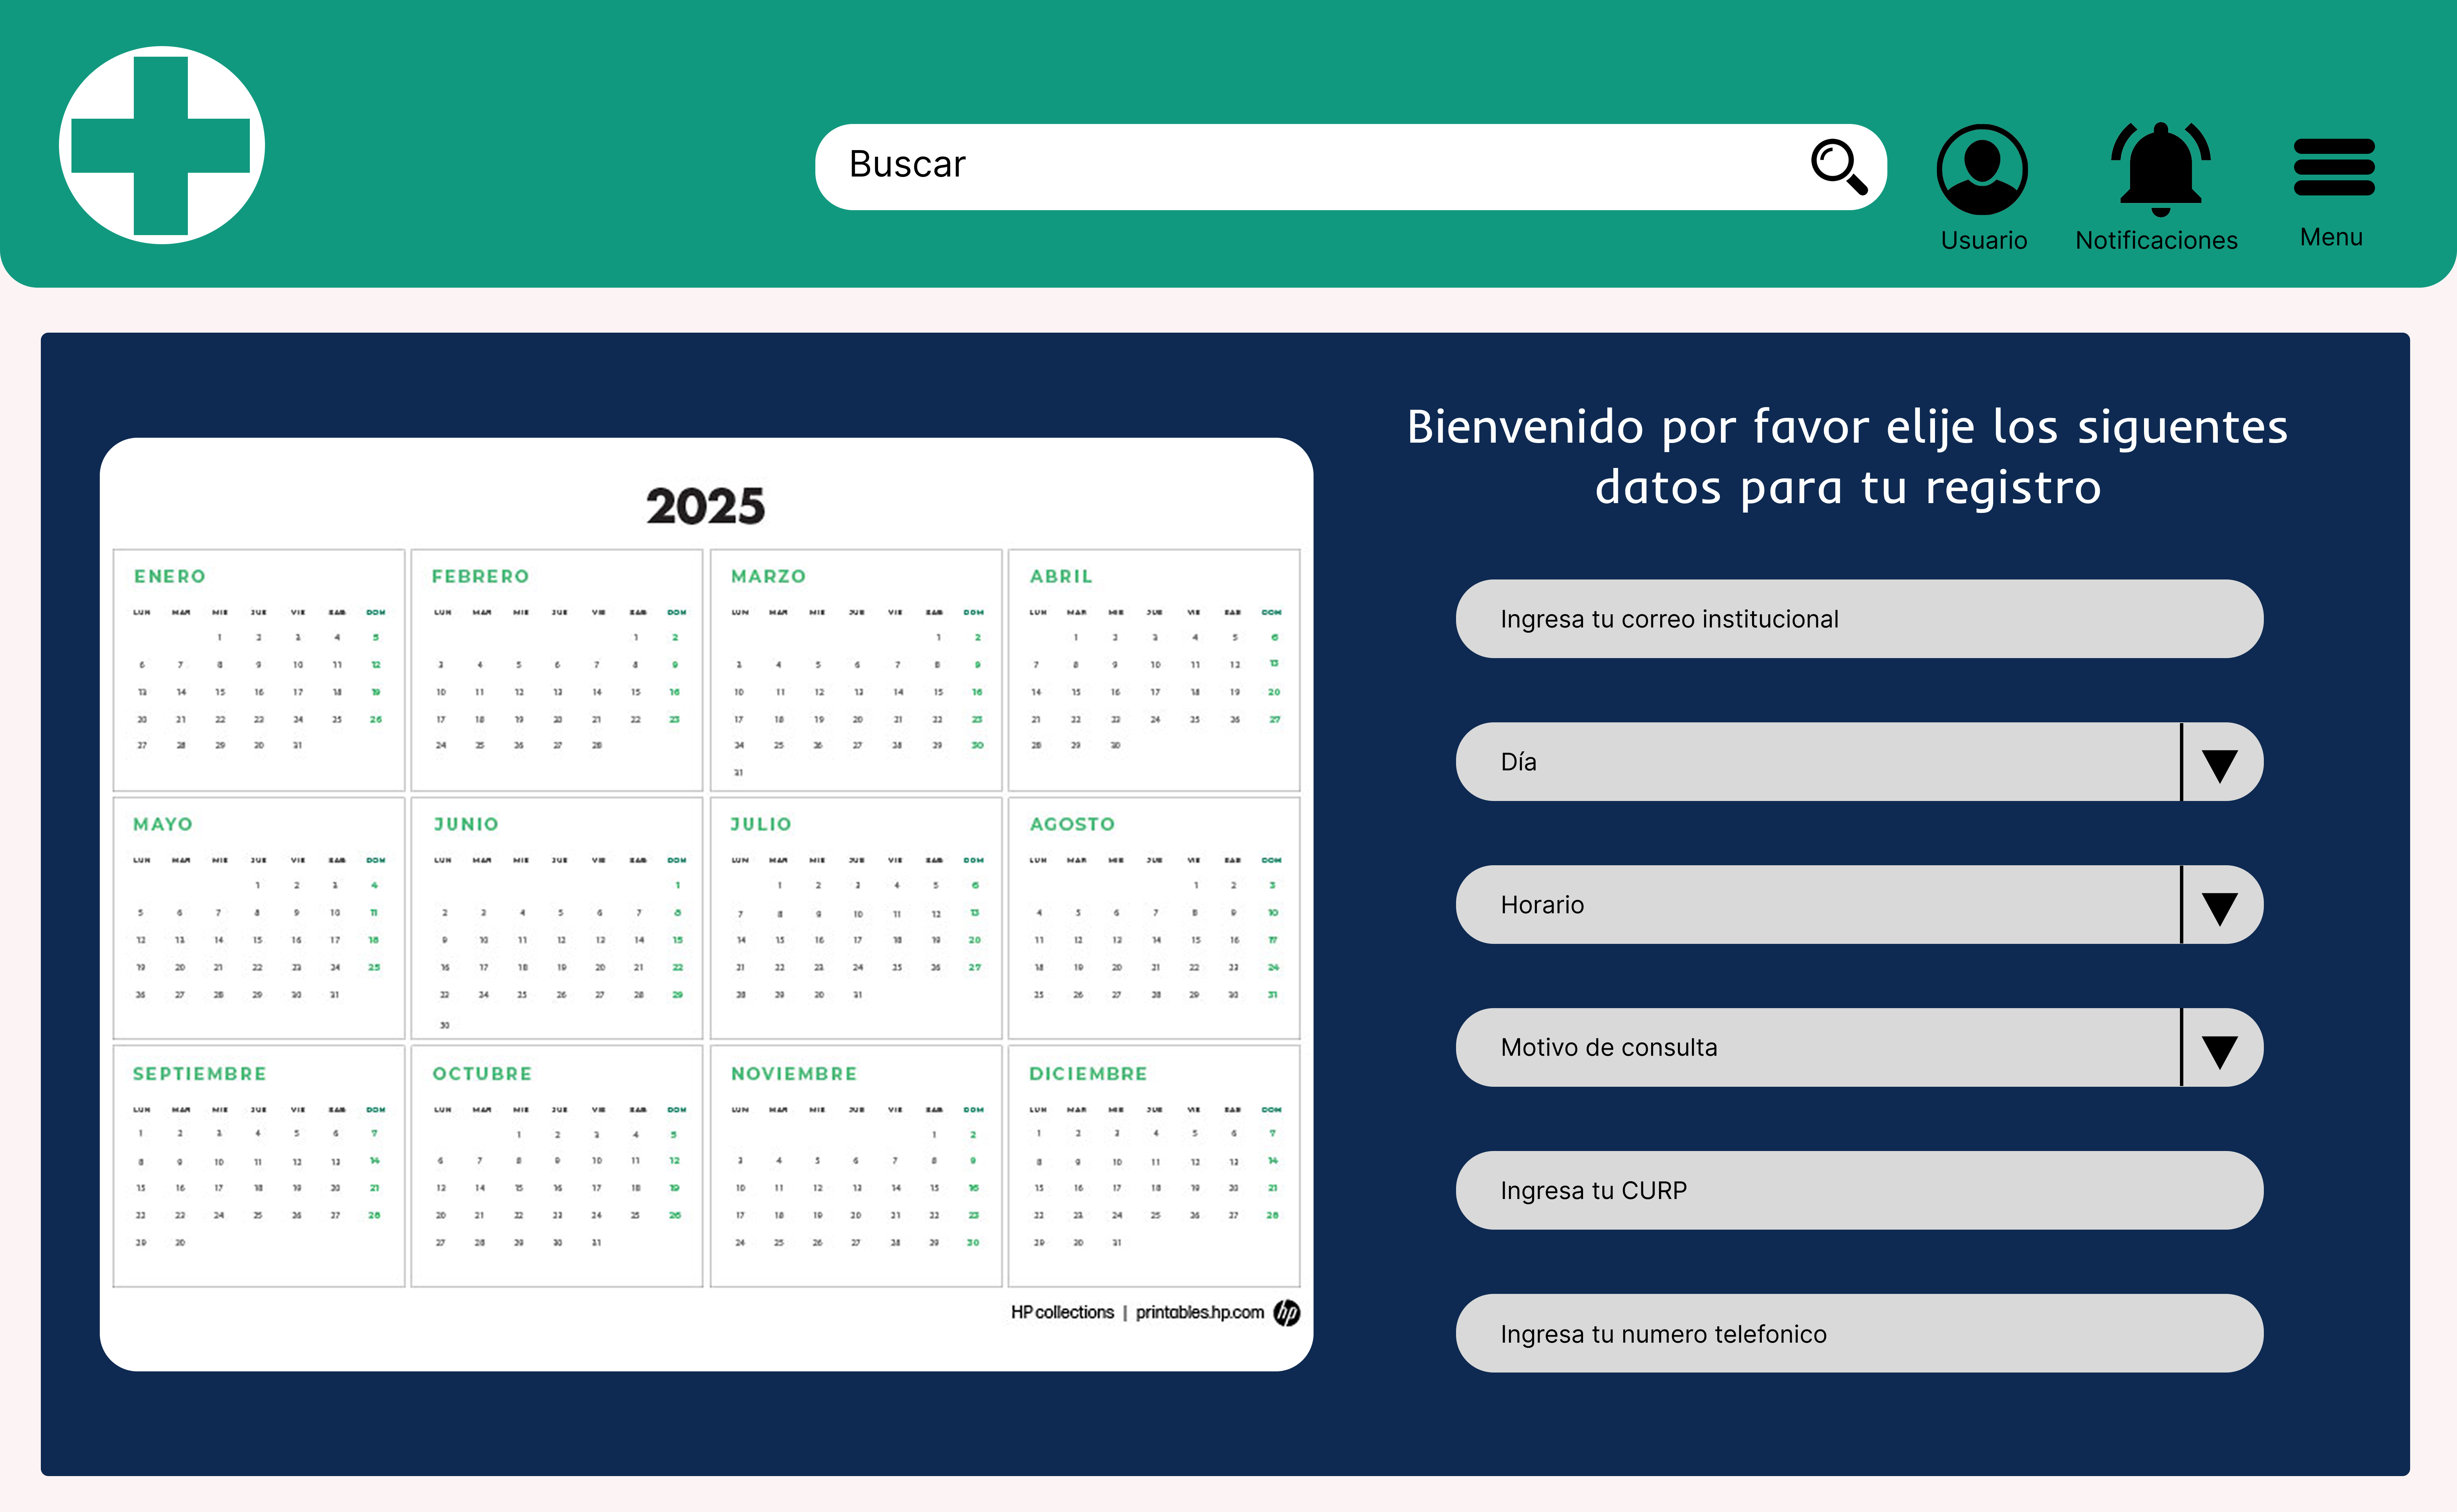 Buscar
Usuario
Notificaciones
Menu
Bienvenido por favor elije los siguentes
datos para tu registro
2025
ENERO
LUN MAR MIE JUE VIE SAB DOM
1 2 3 4 5
6 7 8 9 10 11 12
13 14 15 16 17 18 19
20 21 22 23 24 25 26
27 28 29 30 31
FEBRERO
LUN MAR MIE JUE VIE SAB DOM
1 2
3 4 5 6 7 8 9
10 11 12 13 14 15 16
17 18 19 20 21 22 23
24 25 26 27 28
MARZO
LUN MAR MIE JUE VIE SAB DOM
1 2
3 4 5 6 7 8 9
10 11 12 13 14 15 16
17 18 19 20 21 22 23
24 25 26 27 28 29 30
31
ABRIL
LUN MAR MIE JUE VIE SAB DOM
1 2 3 4 5 6
7 8 9 10 11 12 13
14 15 16 17 18 19 20
21 22 23 24 25 26 27
28 29 30
MAYO
LUN MAR MIE JUE VIE SAB DOM
1 2 3 4
5 6 7 8 9 10 11
12 13 14 15 16 17 18
19 20 21 22 23 24 25
26 27 28 29 30 31
JUNIO
LUN MAR MIE JUE VIE SAB DOM
1
2 3 4 5 6 7 8
9 10 11 12 13 14 15
16 17 18 19 20 21 22
23 24 25 26 27 28 29
30
JULIO
LUN MAR MIE JUE VIE SAB DOM
1 2 3 4 5 6
7 8 9 10 11 12 13
14 15 16 17 18 19 20
21 22 23 24 25 26 27
28 29 30 31
AGOSTO
LUN MAR MIE JUE VIE SAB DOM
1 2 3
4 5 6 7 8 9 10
11 12 13 14 15 16 17
18 19 20 21 22 23 24
25 26 27 28 29 30 31
SEPTIEMBRE
LUN MAR MIE JUE VIE SAB DOM
1 2 3 4 5 6 7
8 9 10 11 12 13 14
15 16 17 18 19 20 21
22 23 24 25 26 27 28
29 30
OCTUBRE
LUN MAR MIE JUE VIE SAB DOM
1 2 3 4 5
6 7 8 9 10 11 12
13 14 15 16 17 18 19
20 21 22 23 24 25 26
27 28 29 30 31
NOVIEMBRE
LUN MAR MIE JUE VIE SAB DOM
1 2
3 4 5 6 7 8 9
10 11 12 13 14 15 16
17 18 19 20 21 22 23
24 25 26 27 28 29 30
DICIEMBRE
LUN MAR MIE JUE VIE SAB DOM
1 2 3 4 5 6 7
8 9 10 11 12 13 14
15 16 17 18 19 20 21
22 23 24 25 26 27 28
29 30 31
HP collections | printables.hp.com hp
Ingresa tu correo institucional
Día
Horario
Motivo de consulta
Ingresa tu CURP
Ingresa tu numero telefonico